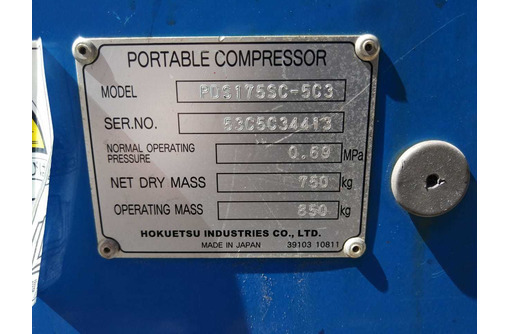 PORTABLE COMPRESSOR
MODEL PDS175SC-5C3
SER.NO. 53C5C34413
NORMAL OPERATING PRESSURE 0.69 MPa
NET DRY MASS 750 kg
OPERATING MASS 850 kg
HOKUETSU INDUSTRIES CO., LTD.
MADE IN JAPAN 39103 10811